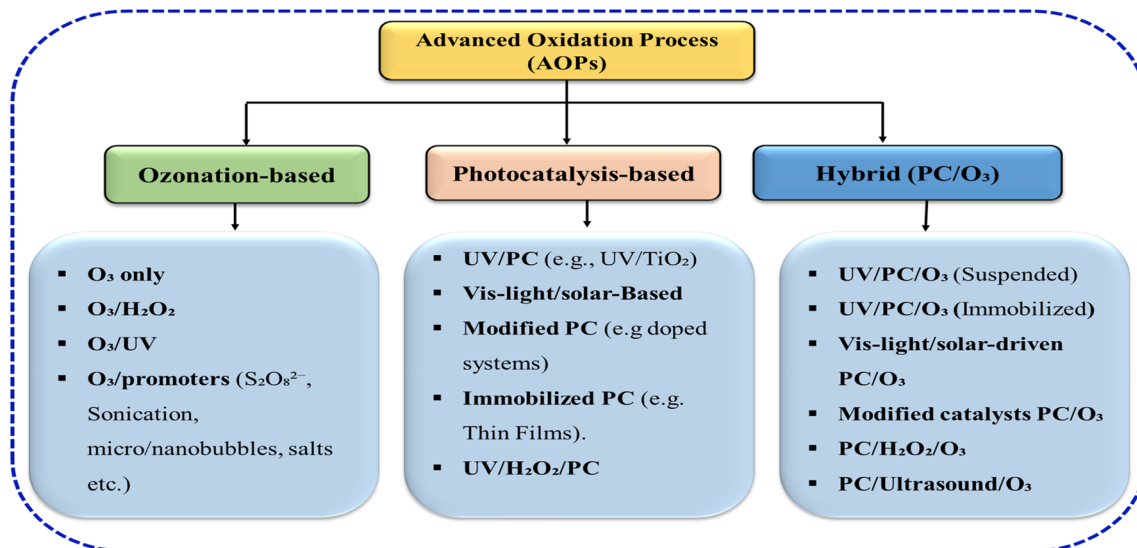 Advanced Oxidation Process
(AOPs)
Ozonation-based
Photocatalysis-based
Hybrid (PC/O₃)
▪ O₃ only
▪ O₃/H₂O₂
▪ O₃/UV
▪ O₃/promoters (S₂O₈²⁻,
Sonication,
micro/nanobubbles, salts
etc.)
▪ UV/PC (e.g., UV/TiO₂)
▪ Vis-light/solar-Based
▪ Modified PC (e.g doped
systems)
▪ Immobilized PC (e.g.
Thin Films).
▪ UV/H₂O₂/PC
▪ UV/PC/O₃ (Suspended)
▪ UV/PC/O₃ (Immobilized)
▪ Vis-light/solar-driven
PC/O₃
▪ Modified catalysts PC/O₃
▪ PC/H₂O₂/O₃
▪ PC/Ultrasound/O₃